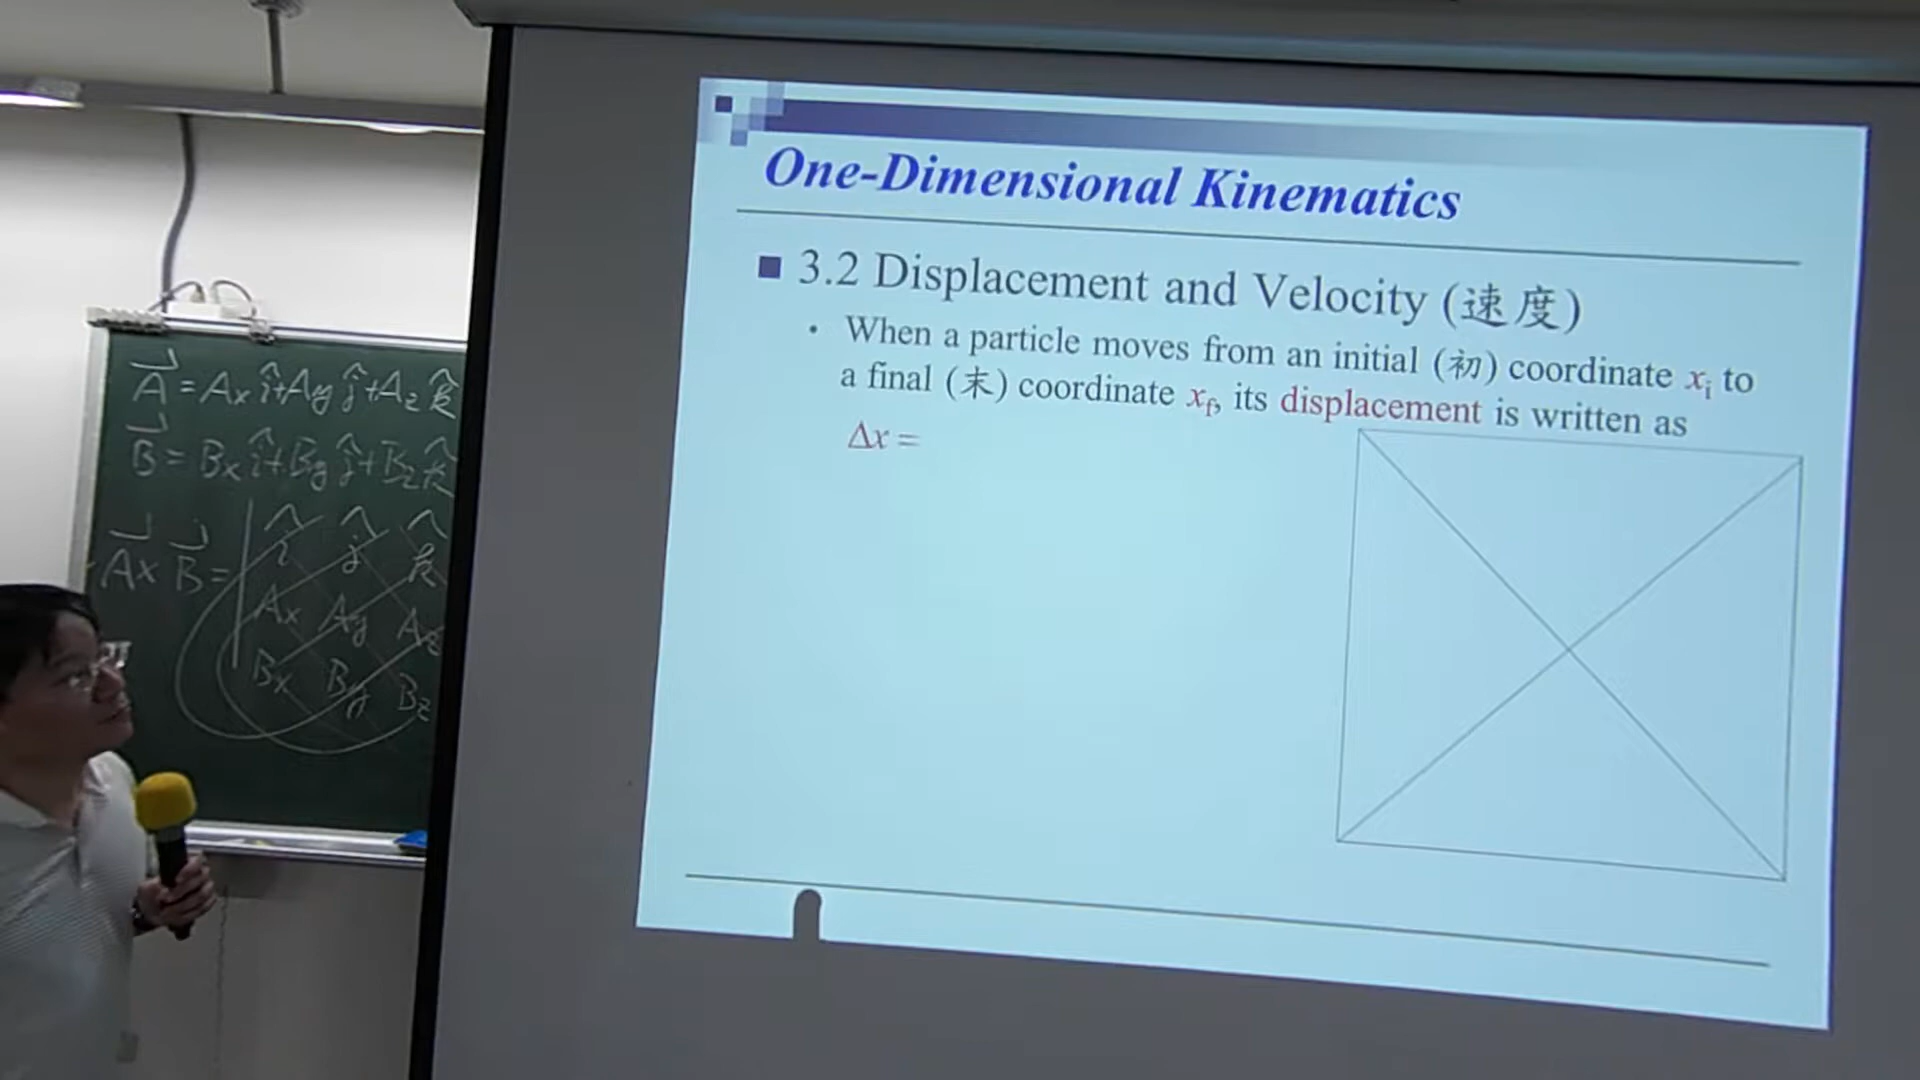 One-Dimensional Kinematics
3.2 Displacement and Velocity (速度)
• When a particle moves from an initial (初) coordinate xi to
a final (末) coordinate xf, its displacement is written as
Δx =
A = Ax î + Ay ĵ + Az k̂
B = Bx î + By ĵ + Bz k̂
A × B = | î ĵ k̂
Ax Ay Az
Bx By Bz